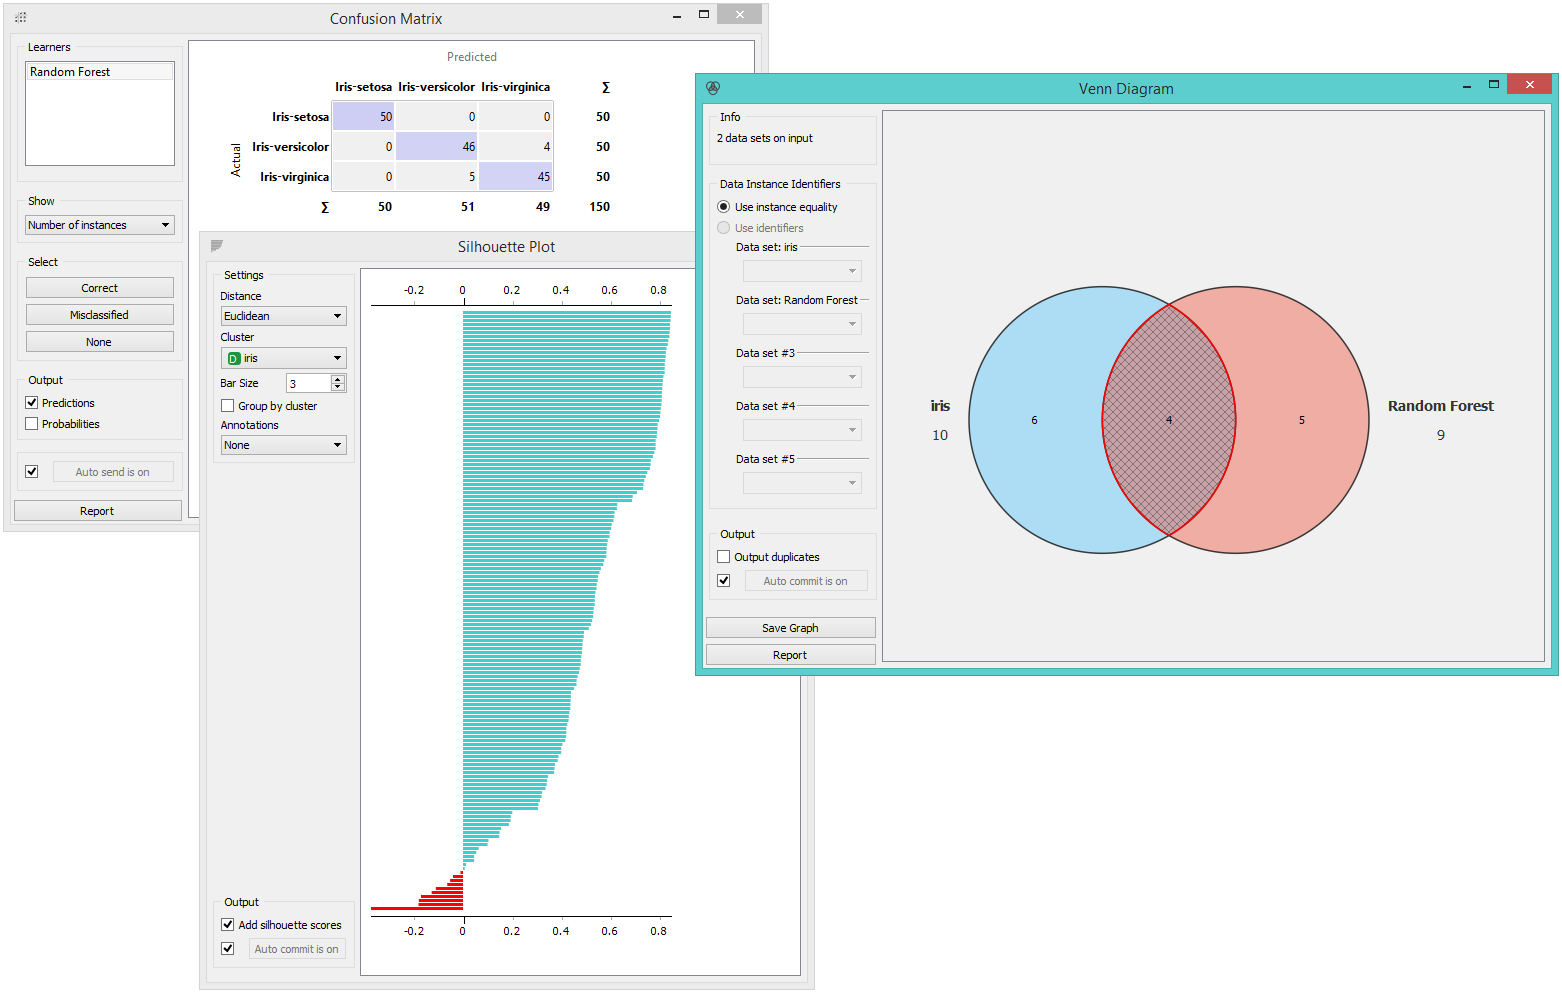 Confusion Matrix
Learners
Random Forest
Show
Number of instances
Select
Correct
Misclassified
None
Output
Predictions
Probabilities
Auto send is on
Report
Predicted
Iris-setosa Iris-versicolor Iris-virginica Σ
Actual
Iris-setosa 50 0 0 50
Iris-versicolor 0 46 4 50
Iris-virginica 0 5 45 50
Σ 50 51 49 150
Silhouette Plot
Settings
Distance
Euclidean
Cluster
D iris
Bar Size 3
Group by cluster
Annotations
None
Output
Add silhouette scores
Auto commit is on
-0.2 0 0.2 0.4 0.6 0.8
-0.2 0 0.2 0.4 0.6 0.8
Venn Diagram
Info
2 data sets on input
Data Instance Identifiers
Use instance equality
Use identifiers
Data set: iris
Data set: Random Forest
Data set #3
Data set #4
Data set #5
Output
Output duplicates
Auto commit is on
Save Graph
Report
iris
10
6 4 5
Random Forest
9